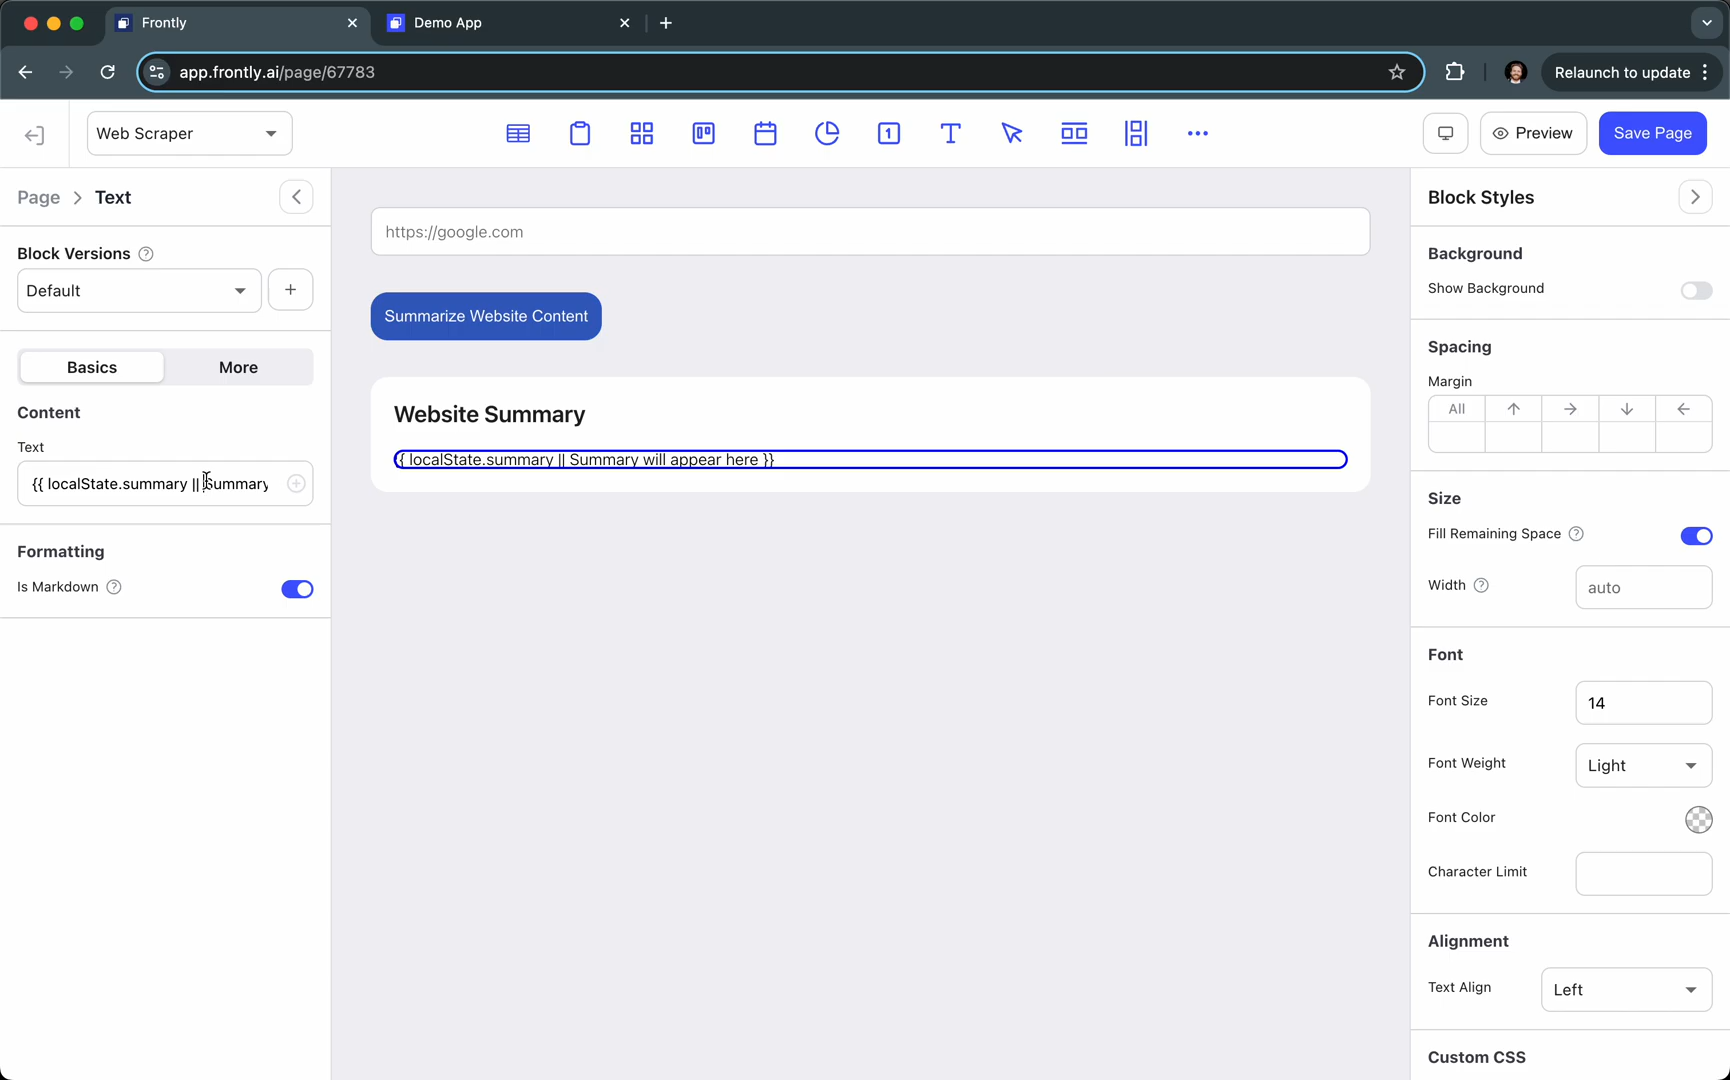 Frontly
Demo App
app.frontly.ai/page/67783
Relaunch to update
Web Scraper
1
T
Preview
Save Page
Page > Text
Block Versions
Default
Basics
More
Content
Text
{{ localState.summary || Summary
Formatting
Is Markdown
https://google.com
Summarize Website Content
Website Summary
{{ localState.summary || Summary will appear here }}
Block Styles
Background
Show Background
Spacing
Margin
All
Size
Fill Remaining Space
Width
auto
Font
Font Size
14
Font Weight
Light
Font Color
Character Limit
Alignment
Text Align
Left
Custom CSS